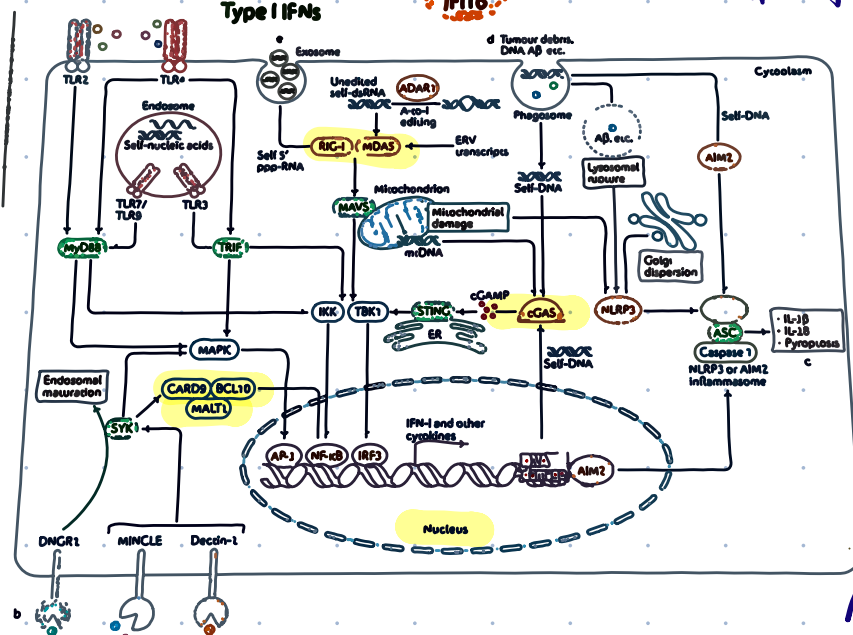 Type I IFNs
IFI16
e
Exosome
d Tumour debris,
DNA Aβ etc.
Cytoplasm
TLR2
TLR4
Unedited
self-dsRNA
ADAR1
A-to-I
editing
Phagosome
Aβ, etc.
Self-DNA
Endosome
Self-nucleic acids
RIG-I
MDA5
ERV
transcripts
AIM2
Self 5'
ppp-RNA
Lysosomal
rupture
TLR7/
TLR9
TLR3
Mitochondrion
Self-DNA
MAVS
Mitochondrial
damage
MyD88
TRIF
mtDNA
Golgi
dispersion
cGAMP
IKK
TBK1
STING
cGAS
NLRP3
ER
ASC
· IL-1β
· IL-18
· Pyroptosis
c
MAPK
Self-DNA
Caspase 1
NLRP3 or AIM2
inflammasome
Endosomal
maturation
CARD9
BCL10
MALT1
SYK
IFN-I and other
cytokines
AP-1
NF-κB
IRF3
AIM2
Nucleus
DNGR1
MINCLE
Dectin-1
b